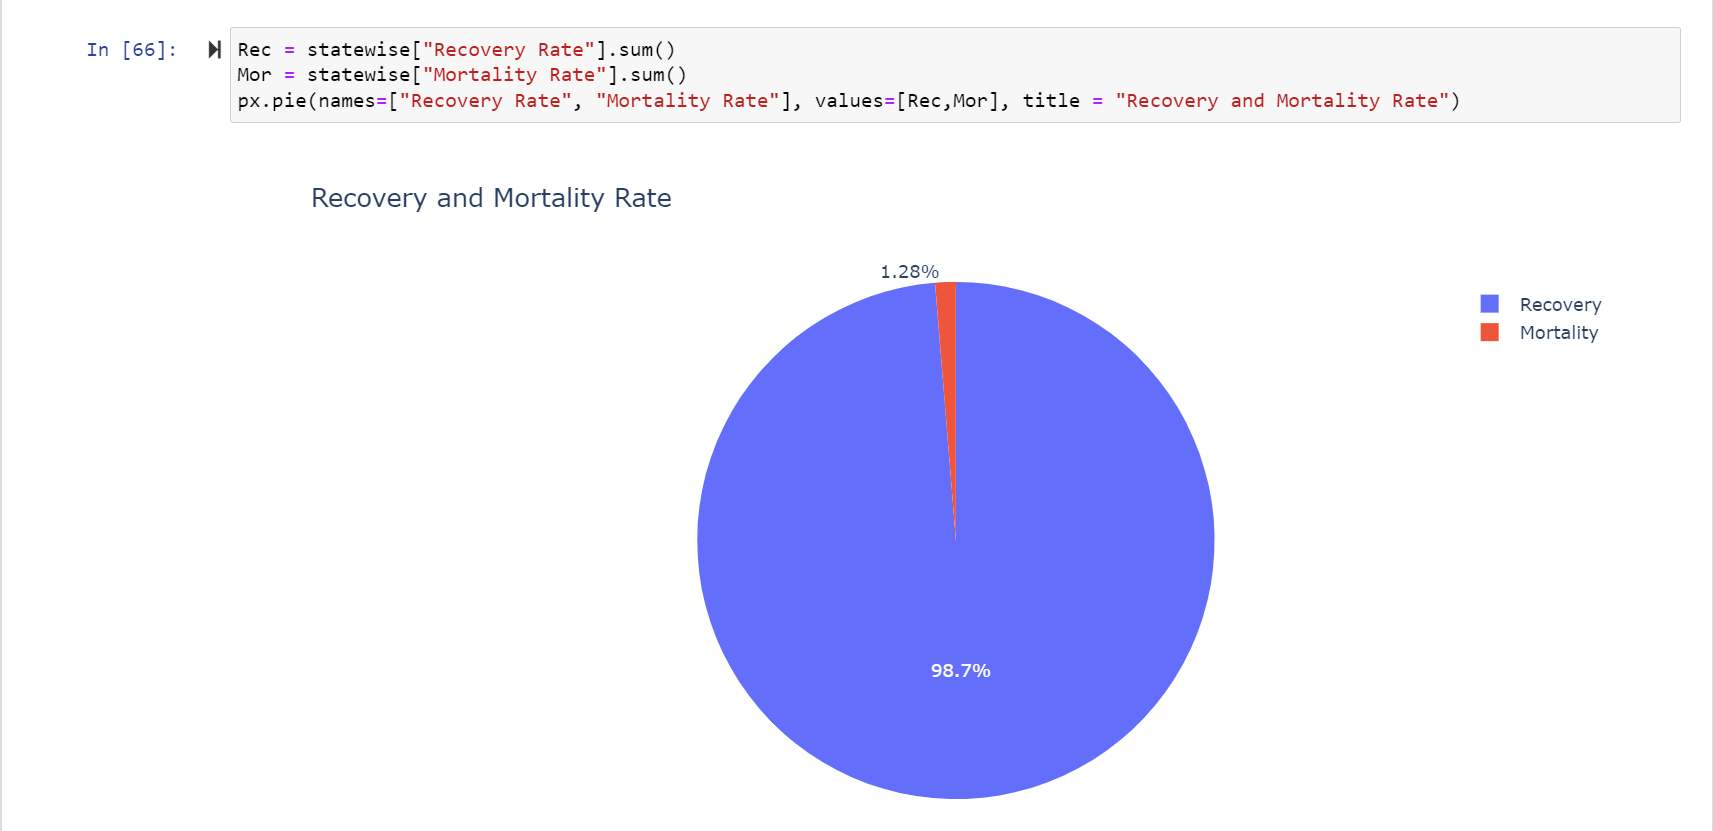 In [66]:
Rec = statewise["Recovery Rate"].sum()
Mor = statewise["Mortality Rate"].sum()
px.pie(names=["Recovery Rate", "Mortality Rate"], values=[Rec,Mor], title = "Recovery and Mortality Rate")
Recovery and Mortality Rate
1.28%
Recovery
Mortality
98.7%